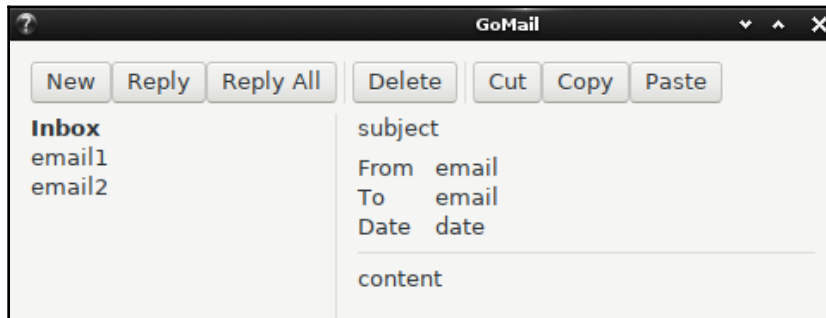 GoMail
New Reply Reply All Delete Cut Copy Paste
Inbox
email1
email2
subject
From email
To email
Date date
content